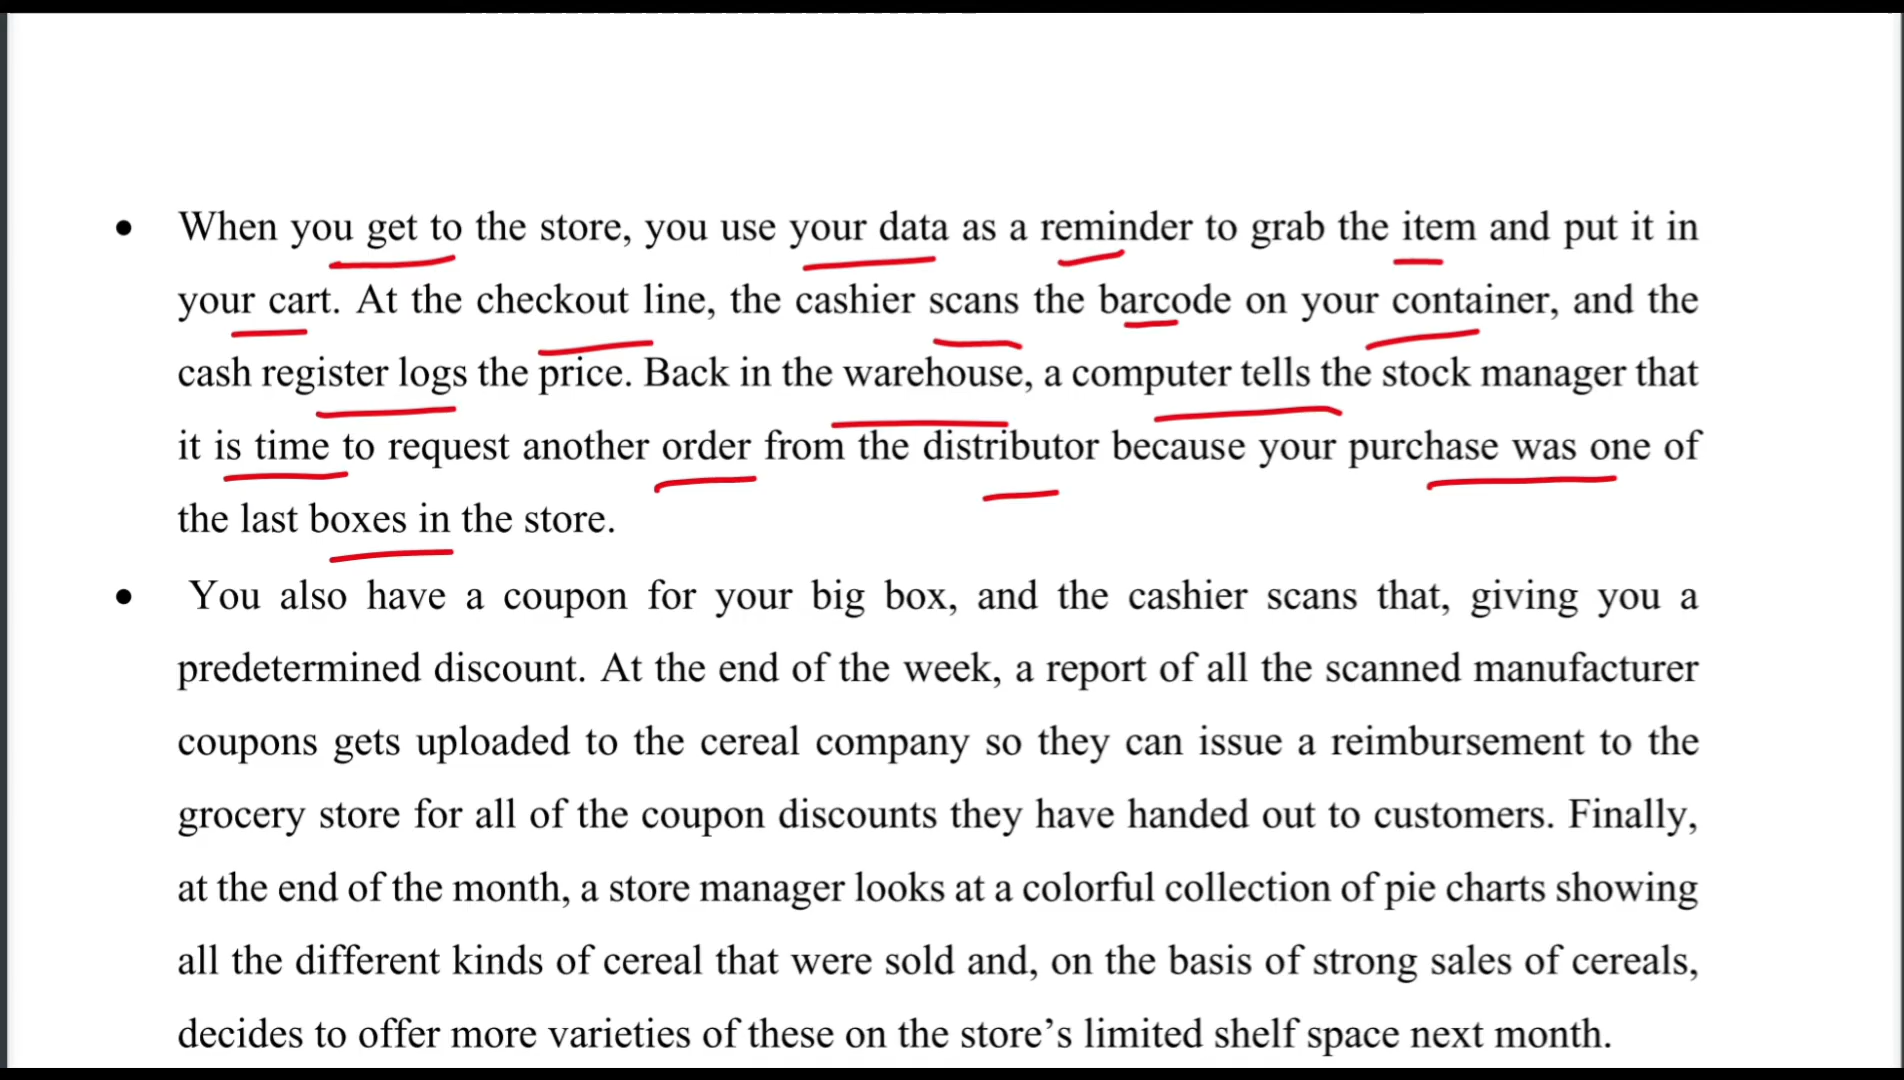 • When you get to the store, you use your data as a reminder to grab the item and put it in
your cart. At the checkout line, the cashier scans the barcode on your container, and the
cash register logs the price. Back in the warehouse, a computer tells the stock manager that
it is time to request another order from the distributor because your purchase was one of
the last boxes in the store.
• You also have a coupon for your big box, and the cashier scans that, giving you a
predetermined discount. At the end of the week, a report of all the scanned manufacturer
coupons gets uploaded to the cereal company so they can issue a reimbursement to the
grocery store for all of the coupon discounts they have handed out to customers. Finally,
at the end of the month, a store manager looks at a colorful collection of pie charts showing
all the different kinds of cereal that were sold and, on the basis of strong sales of cereals,
decides to offer more varieties of these on the store’s limited shelf space next month.